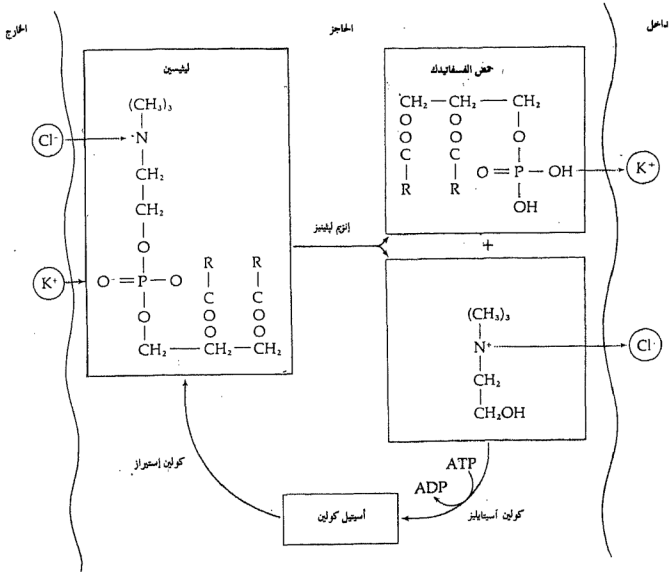 الخارج
الحاجز
داخل
ليثيسين
حمض الفسفاتيدك
(CH₃)₃
Cl⁻
N
CH₂
CH₂
O
K⁺
O⁻=P—O
O
CH₂—CH₂—CH₂
R
C
O
O
R
C
O
O
إنزيم ليثينيز
CH₂—CH₂—CH₂
O
O
C
R
O
O
C
R
O
O=P—OH
OH
K⁺
+
(CH₃)₃
N⁺
CH₂
CH₂OH
Cl⁻
كولين إستيراز
أسيتيل كولين
ATP
ADP
كولين أسيتايليز